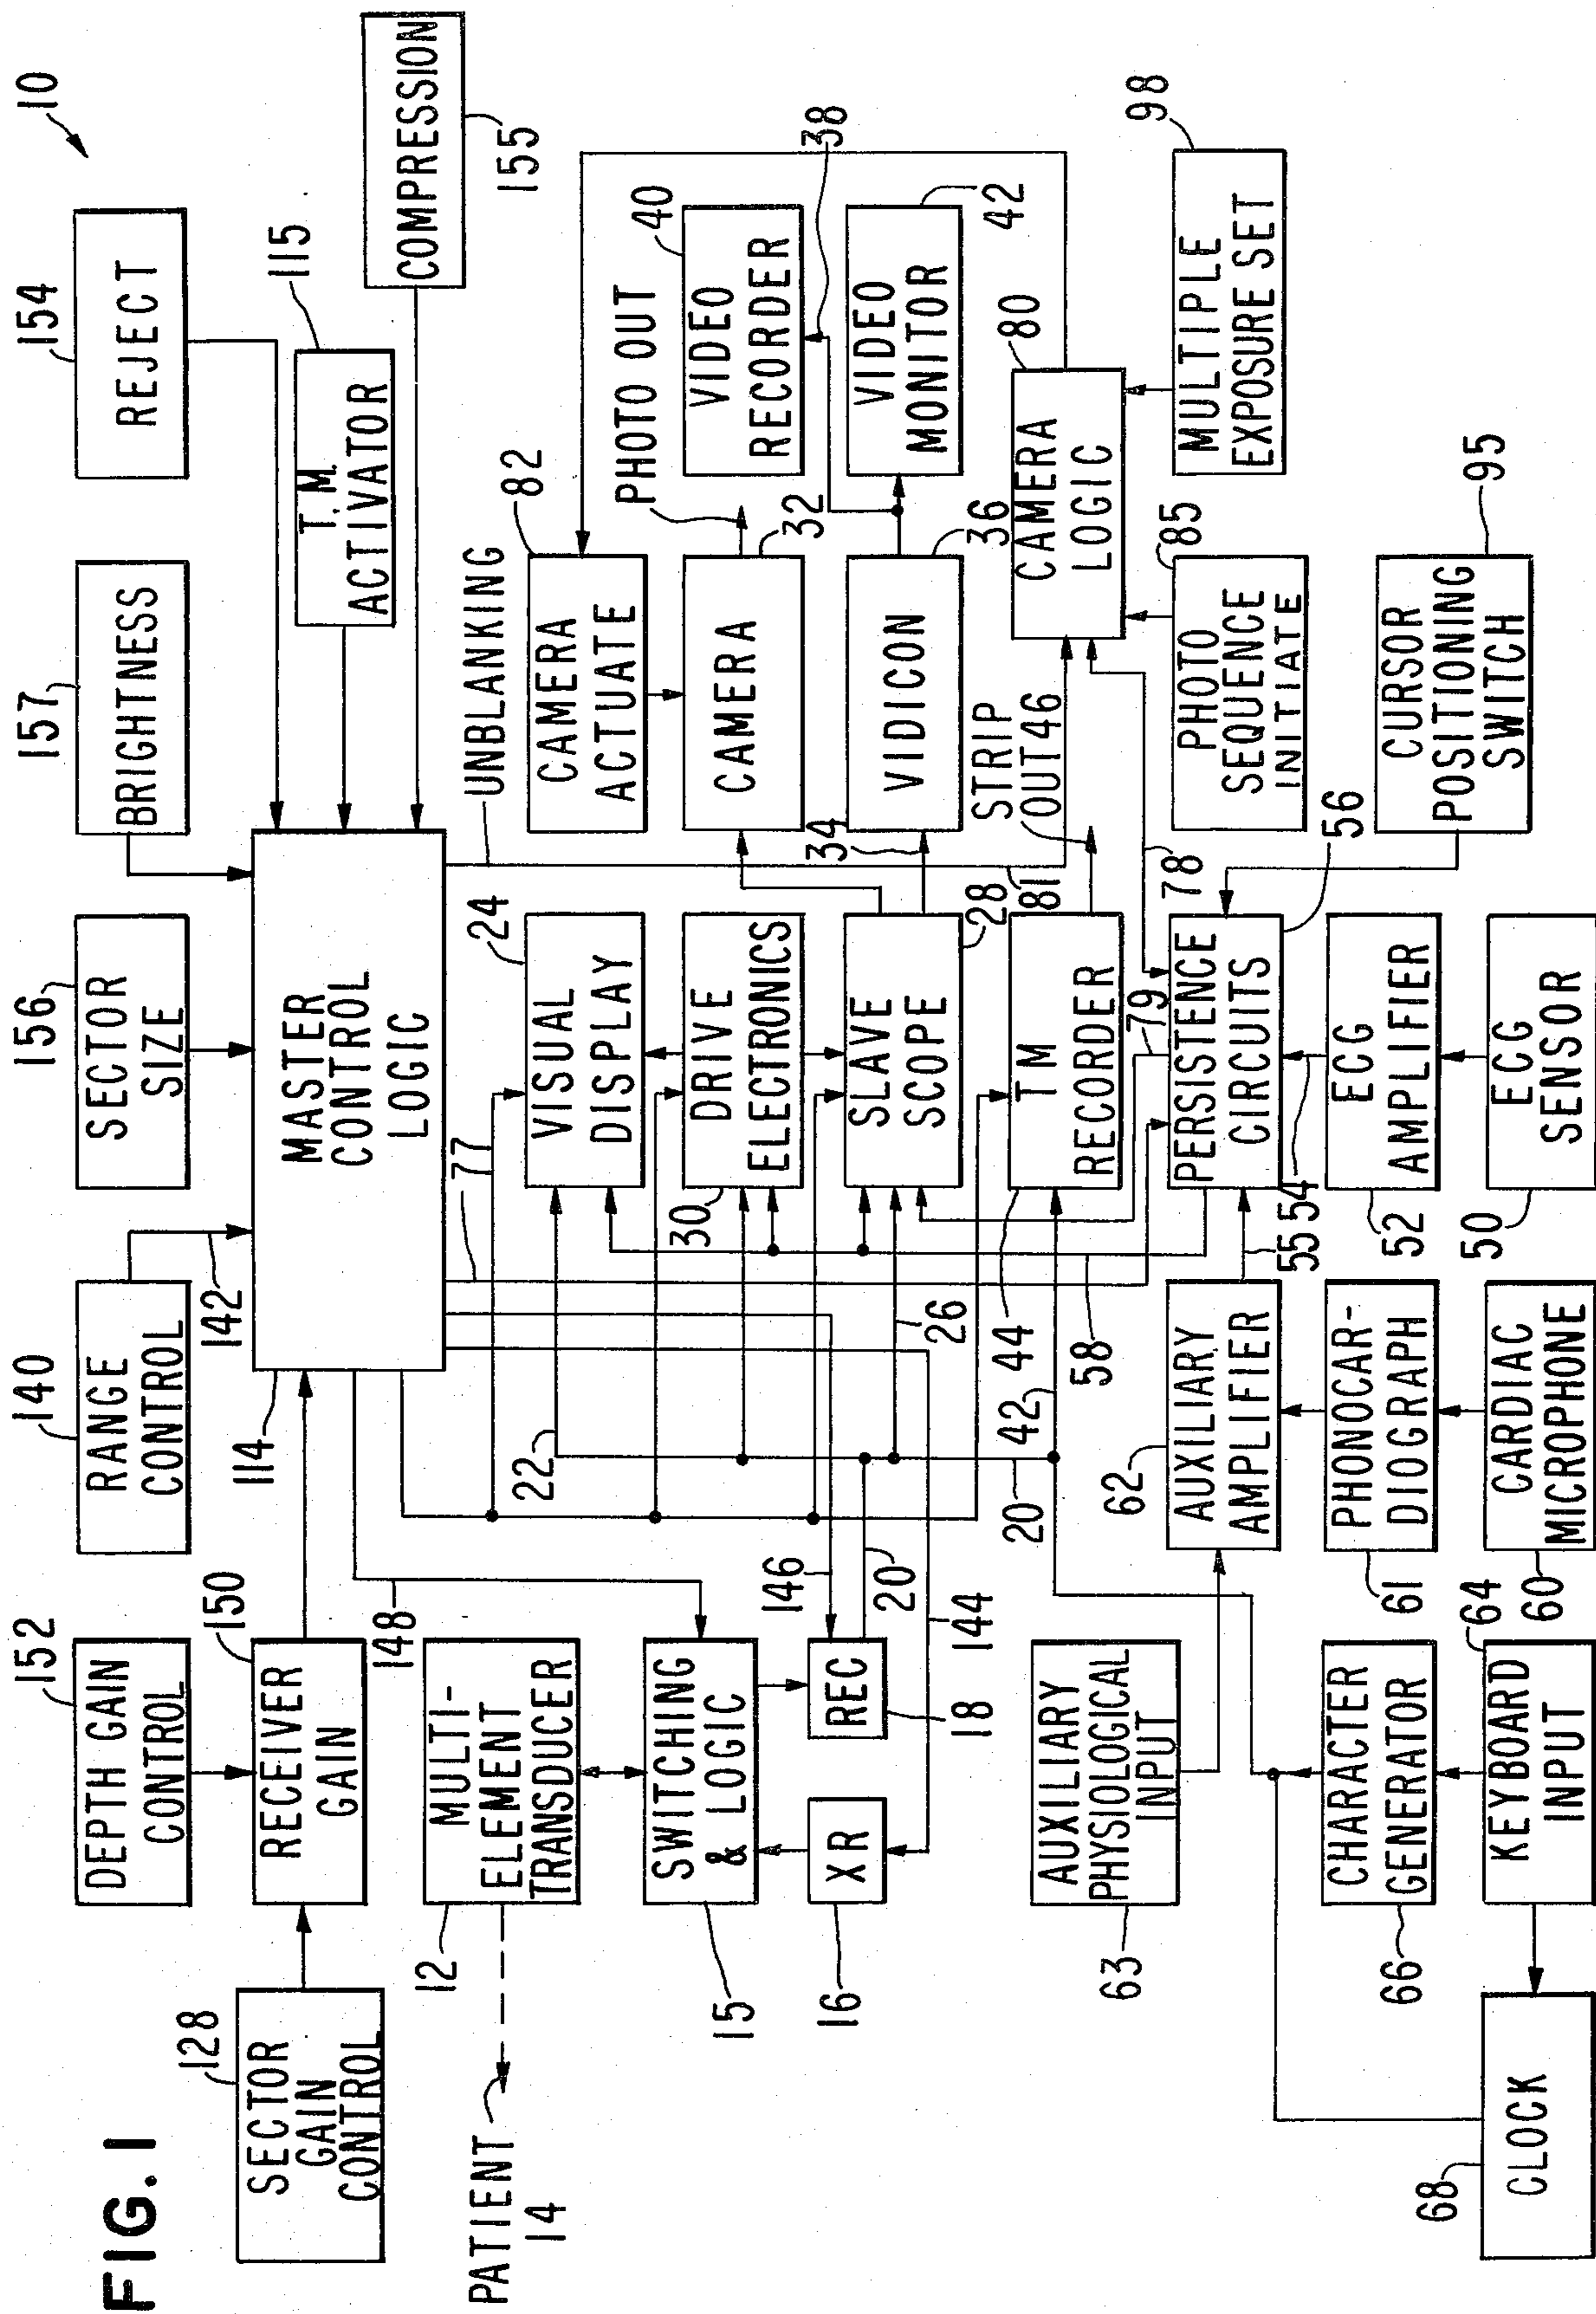 FIG. 1
10
128
SECTOR
GAIN
CONTROL
152
DEPTH GAIN
CONTROL
150
RECEIVER
GAIN
140
RANGE
CONTROL
142
156
SECTOR
SIZE
157
BRIGHTNESS
154
REJECT
115
T. M.
ACTIVATOR
COMPRESSION
155
114
MASTER
CONTROL
LOGIC
148
77
UNBLANKING
PATIENT
14
12
MULTI-
ELEMENT
TRANSDUCER
22
24
VISUAL
DISPLAY
82
CAMERA
ACTUATE
PHOTO OUT
15
SWITCHING
& LOGIC
30
DRIVE
ELECTRONICS
CAMERA
32
40
VIDEO
RECORDER
38
16
XR
REC
18
146
20
144
26
SLAVE
SCOPE
28
34
VIDICON
36
VIDEO
MONITOR
42
63
AUXILIARY
PHYSIOLOGICAL
INPUT
20
42
44
44
TM
RECORDER
81
STRIP
OUT 46
CAMERA
LOGIC
80
58
62
AUXILIARY
AMPLIFIER
55
54
PERSISTENCE
CIRCUITS
79
78
56
85
PHOTO
SEQUENCE
INITIATE
MULTIPLE
EXPOSURE SET
98
66
CHARACTER
GENERATOR
61
PHONOCAR-
DIOGRAPH
52
ECG
AMPLIFIER
CURSOR
POSITIONING
SWITCH
95
68
CLOCK
64
KEYBOARD
INPUT
60
CARDIAC
MICROPHONE
50
ECG
SENSOR